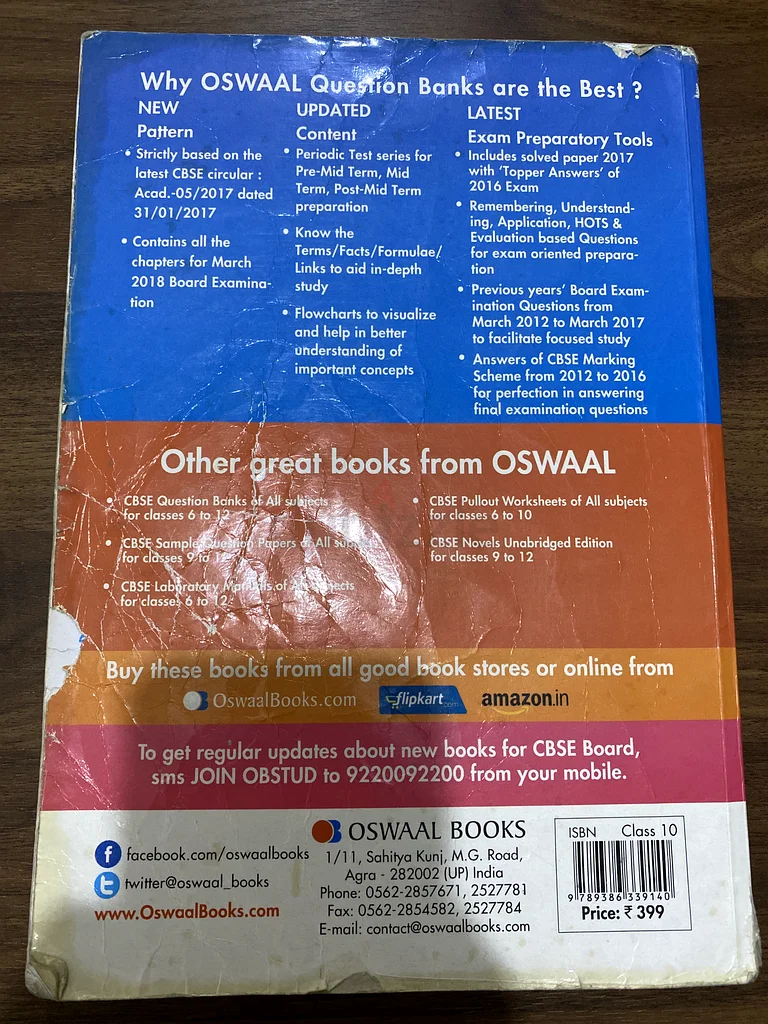 Why OSWAAL Question Banks are the Best ?
NEW
Pattern
• Strictly based on the
latest CBSE circular :
Acad.-05/2017 dated
31/01/2017
• Contains all the
chapters for March
2018 Board Examina-
tion
UPDATED
Content
• Periodic Test series for
Pre-Mid Term, Mid
Term, Post-Mid Term
preparation
• Know the
Terms/Facts/Formulae/
Links to aid in-depth
study
• Flowcharts to visualize
and help in better
understanding of
important concepts
LATEST
Exam Preparatory Tools
• Includes solved paper 2017
with 'Topper Answers' of
2016 Exam
• Remembering, Understand-
ing, Application, HOTS &
Evaluation based Questions
for exam oriented prepara-
tion
• Previous years' Board Exam-
ination Questions from
March 2012 to March 2017
to facilitate focused study
• Answers of CBSE Marking
Scheme from 2012 to 2016
for perfection in answering
final examination questions
Other great books from OSWAAL
• CBSE Question Banks of All subjects
for classes 6 to 12
• CBSE Sample Question Papers of All subjects
for classes 9 to
• CBSE Laboratory Manuals of All subjects
for classes 6 to 12
• CBSE Pullout Worksheets of All subjects
for classes 6 to 10
• CBSE Novels Unabridged Edition
for classes 9 to 12
Buy these books from all good book stores or online from
OswaalBooks.com flipkart.com amazon.in
To get regular updates about new books for CBSE Board,
sms JOIN OBSTUD to 9220092200 from your mobile.
facebook.com/oswaalbooks
twitter@oswaal_books
www.OswaalBooks.com
OSWAAL BOOKS
1/11, Sahitya Kunj, M.G. Road,
Agra - 282002 (UP) India
Phone: 0562-2857671, 2527781
Fax: 0562-2854582, 2527784
E-mail: contact@oswaalbooks.com
ISBN Class 10
9 789386 339140
Price: ₹ 399